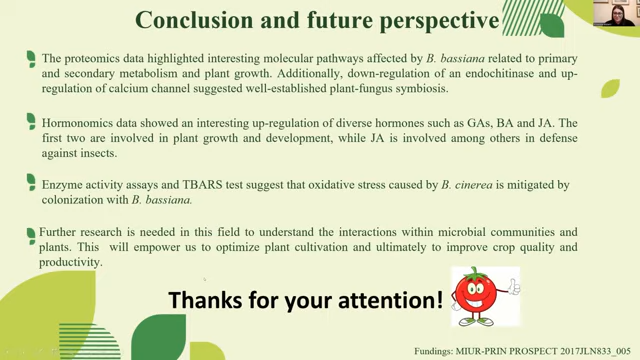 Conclusion and future perspective
The proteomics data highlighted interesting molecular pathways affected by B. bassiana related to primary
and secondary metabolism and plant growth. Additionally, down-regulation of an endochitinase and up-
regulation of calcium channel suggested well-established plant-fungus symbiosis.
Hormonomics data showed an interesting up-regulation of diverse hormones such as GAs, BA and JA. The
first two are involved in plant growth and development, while JA is involved among others in defense
against insects.
Enzyme activity assays and TBARS test suggest that oxidative stress caused by B. cinerea is mitigated by
colonization with B. bassiana.
Further research is needed in this field to understand the interactions within microbial communities and
plants. This will empower us to optimize plant cultivation and ultimately to improve crop quality and
productivity.
Thanks for your attention!
Fundings: MIUR-PRIN PROSPECT 2017JLN833_005